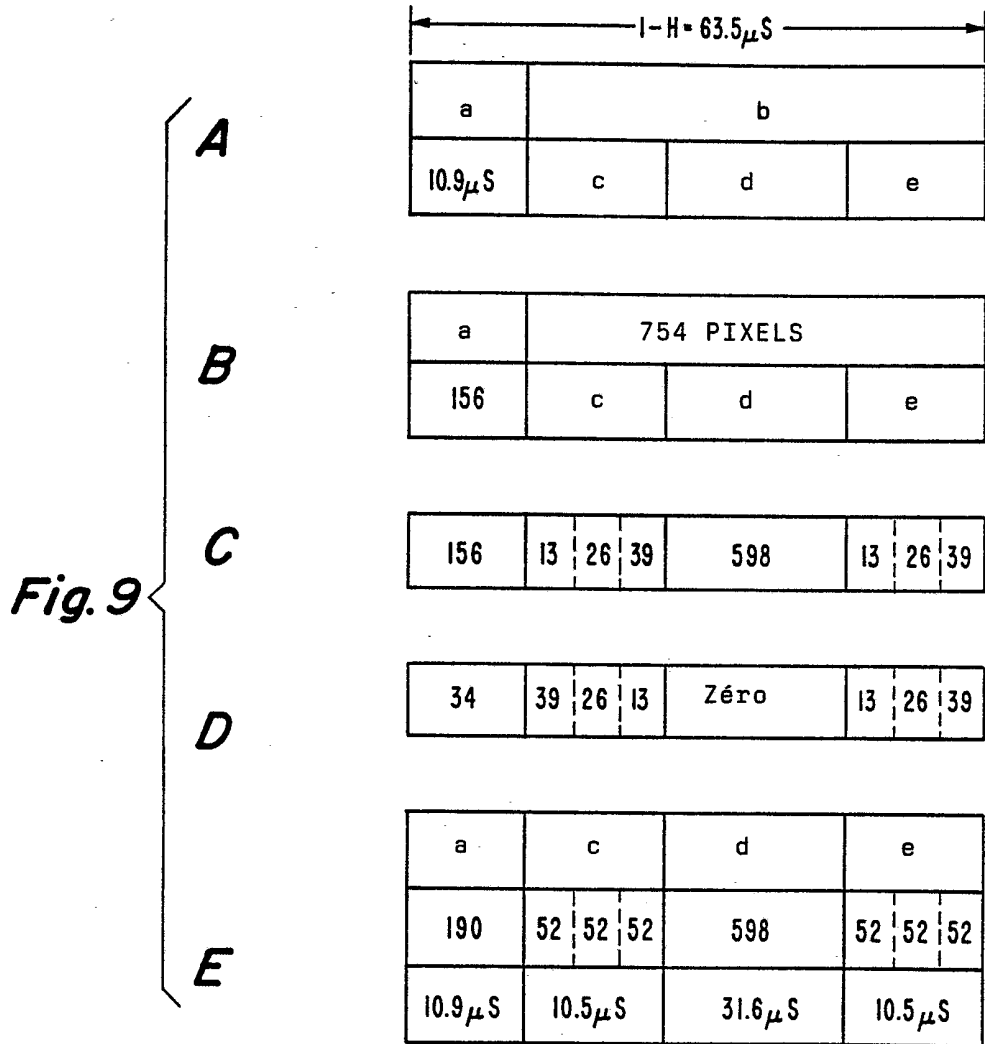 1-H = 63.5μS
A
a b
10.9μS c d e
B
a 754 PIXELS
156 c d e
C
156 13 26 39 598 13 26 39
Fig. 9
D
34 39 26 13 Zéro 13 26 39
E
a c d e
190 52 52 52 598 52 52 52
10.9μS 10.5μS 31.6μS 10.5μS